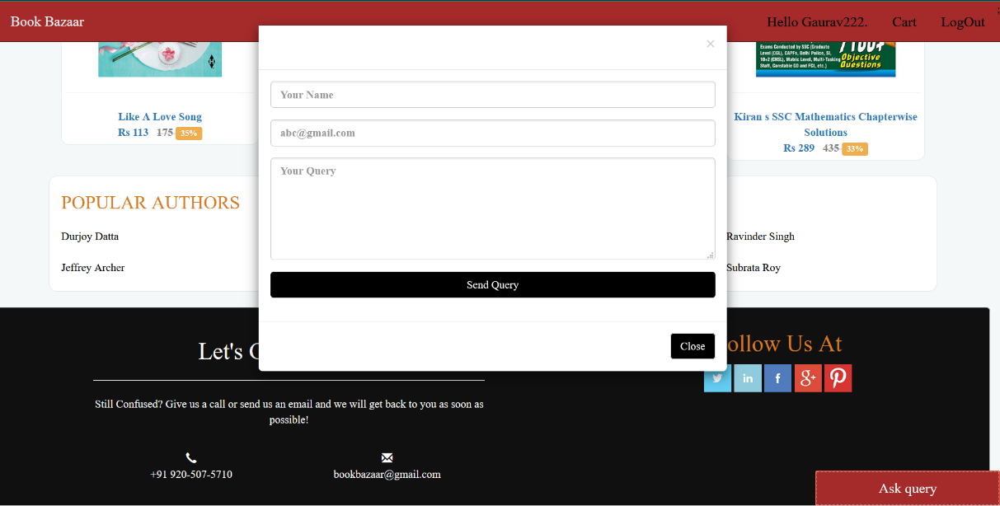 Book Bazaar
Hello Gaurav222.
Cart
LogOut
×
Exams Conducted by SSC (Graduate
Level (CGL), CAPFs, Delhi Police, SI,
10+2 (CHSL), Matric Level, Multi-Tasking
Staff, Constable GD and FCI, etc.)
7100+
Objective
Questions
Like A Love Song
Rs 113 175 35%
Kiran s SSC Mathematics Chapterwise
Solutions
Rs 289 435 33%
Your Name
abc@gmail.com
Your Query
Send Query
Close
POPULAR AUTHORS
Durjoy Datta
Ravinder Singh
Jeffrey Archer
Subrata Roy
Let's
ollow Us At
in
f
g+
Still Confused? Give us a call or send us an email and we will get back to you as soon as
possible!
+91 920-507-5710
bookbazaar@gmail.com
Ask query